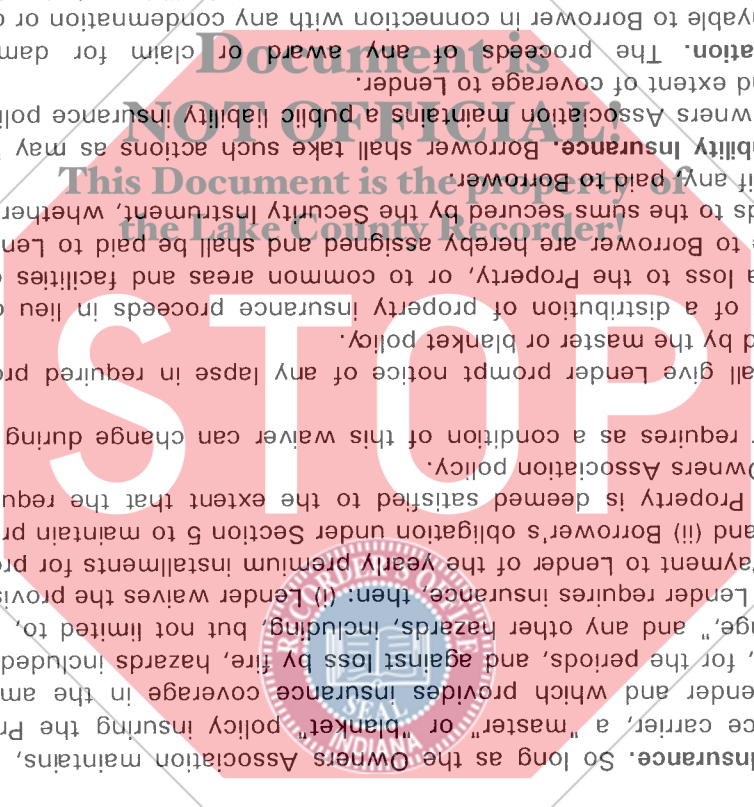 Insurance. So long as the Owners Association maintains,
ce carrier, a "master" or "blanket" policy insuring the Pr
ender and which provides insurance coverage in the am
, for the periods, and against loss by fire, hazards included
ge," and any other hazards, including, but not limited to,
Lender requires insurance, then: (i) Lender waives the provis
ayment to Lender of the yearly premium installments for pro
and (ii) Borrower's obligation under Section 5 to maintain pr
Property is deemed satisfied to the extent that the requ
Owners Association policy.
r requires as a condition of this waiver can change during
all give Lender prompt notice of any lapse in required pro
d by the master or blanket policy.
of a distribution of property insurance proceeds in lieu o
a loss to the Property, or to common areas and facilities
e to Borrower are hereby assigned and shall be paid to Len
ds to the sums secured by the Security Instrument, whether
if any, paid to Borrower.
bility Insurance. Borrower shall take such actions as may
wners Association maintains a public liability insurance poli
nd extent of coverage to Lender.
nation. The proceeds of any award or claim for dam
ayable to Borrower in connection with any condemnation or o
Document is
NOT OFFICIAL!
This Document is the property of
the Lake County Recorder!
STOP
RECORDER'S OFFICE
SEAL
INDIANA